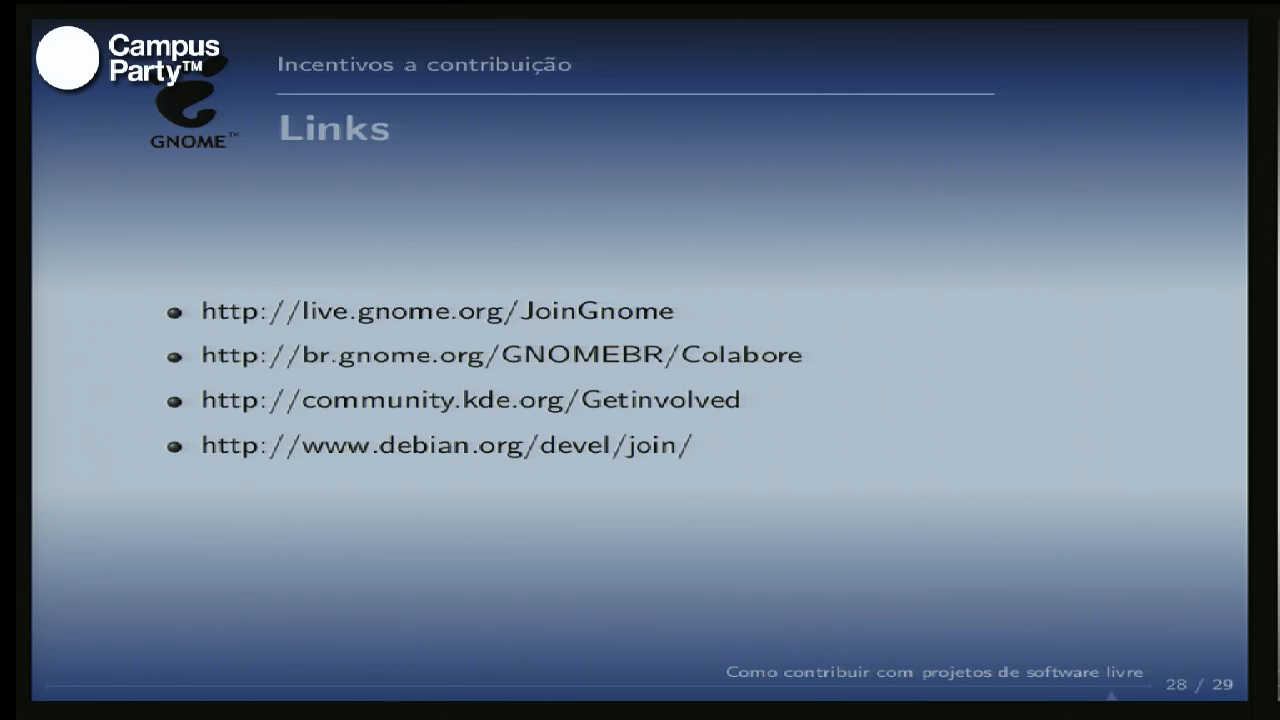 Campus
Party™
GNOME™
Incentivos a contribuição
Links
http://live.gnome.org/JoinGnome
http://br.gnome.org/GNOMEBR/Colabore
http://community.kde.org/Getinvolved
http://www.debian.org/devel/join/
Como contribuir com projetos de software livre
28 / 29